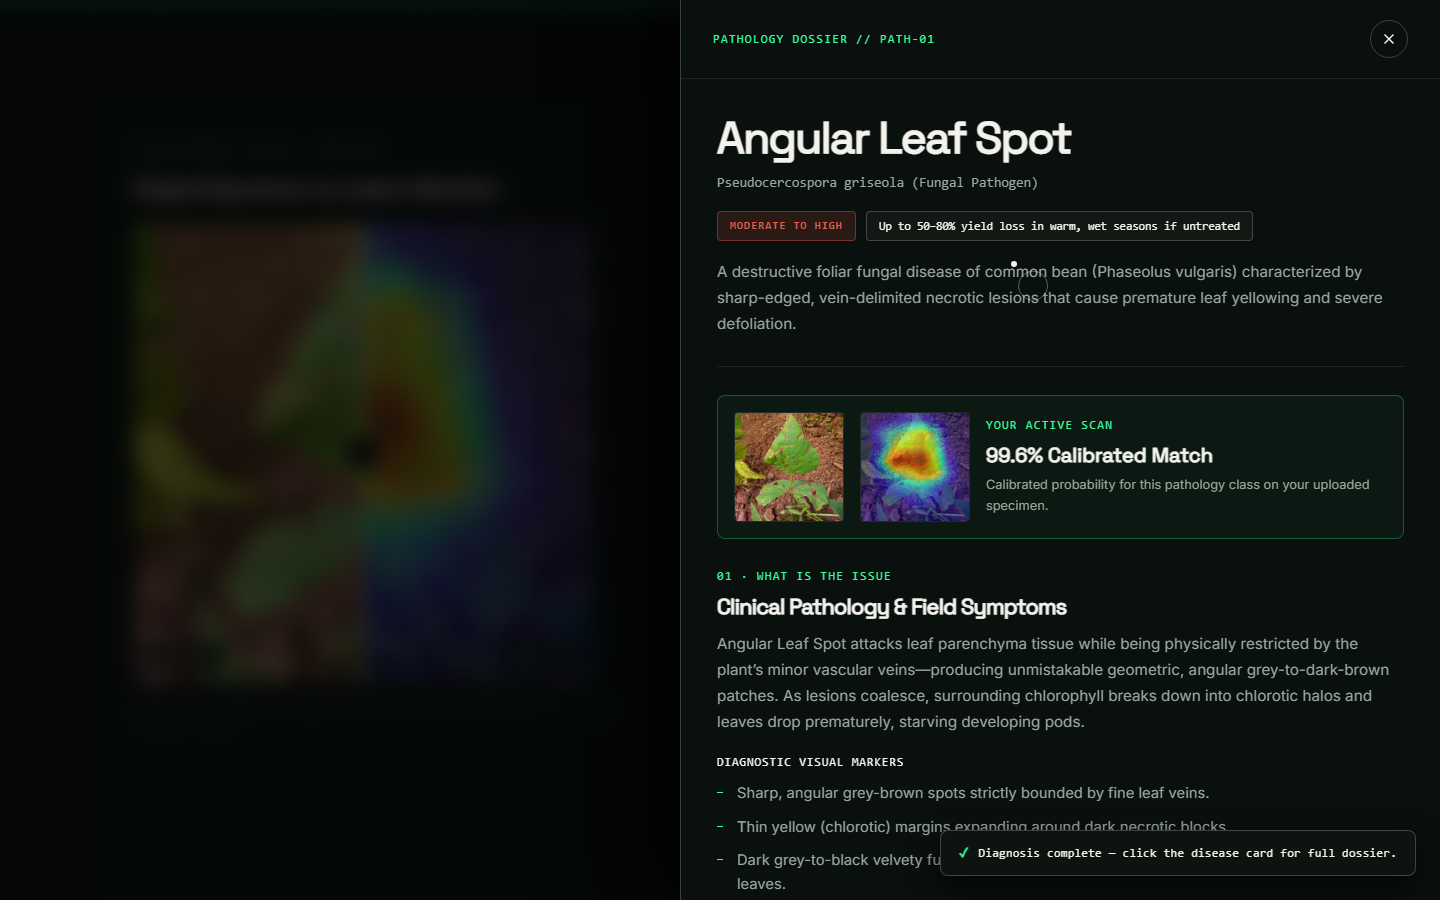 PATHOLOGY DOSSIER // PATH-01
Angular Leaf Spot
Pseudocercospora griseola (Fungal Pathogen)
MODERATE TO HIGH
Up to 50–80% yield loss in warm, wet seasons if untreated
A destructive foliar fungal disease of common bean (Phaseolus vulgaris) characterized by
sharp-edged, vein-delimited necrotic lesions that cause premature leaf yellowing and severe
defoliation.
YOUR ACTIVE SCAN
99.6% Calibrated Match
Calibrated probability for this pathology class on your uploaded
specimen.
01 · WHAT IS THE ISSUE
Clinical Pathology & Field Symptoms
Angular Leaf Spot attacks leaf parenchyma tissue while being physically restricted by the
plant’s minor vascular veins—producing unmistakable geometric, angular grey-to-dark-brown
patches. As lesions coalesce, surrounding chlorophyll breaks down into chlorotic halos and
leaves drop prematurely, starving developing pods.
DIAGNOSTIC VISUAL MARKERS
– Sharp, angular grey-brown spots strictly bounded by fine leaf veins.
– Thin yellow (chlorotic) margins expanding around dark necrotic blocks.
– Dark grey-to-black velvety
leaves.
✓ Diagnosis complete — click the disease card for full dossier.